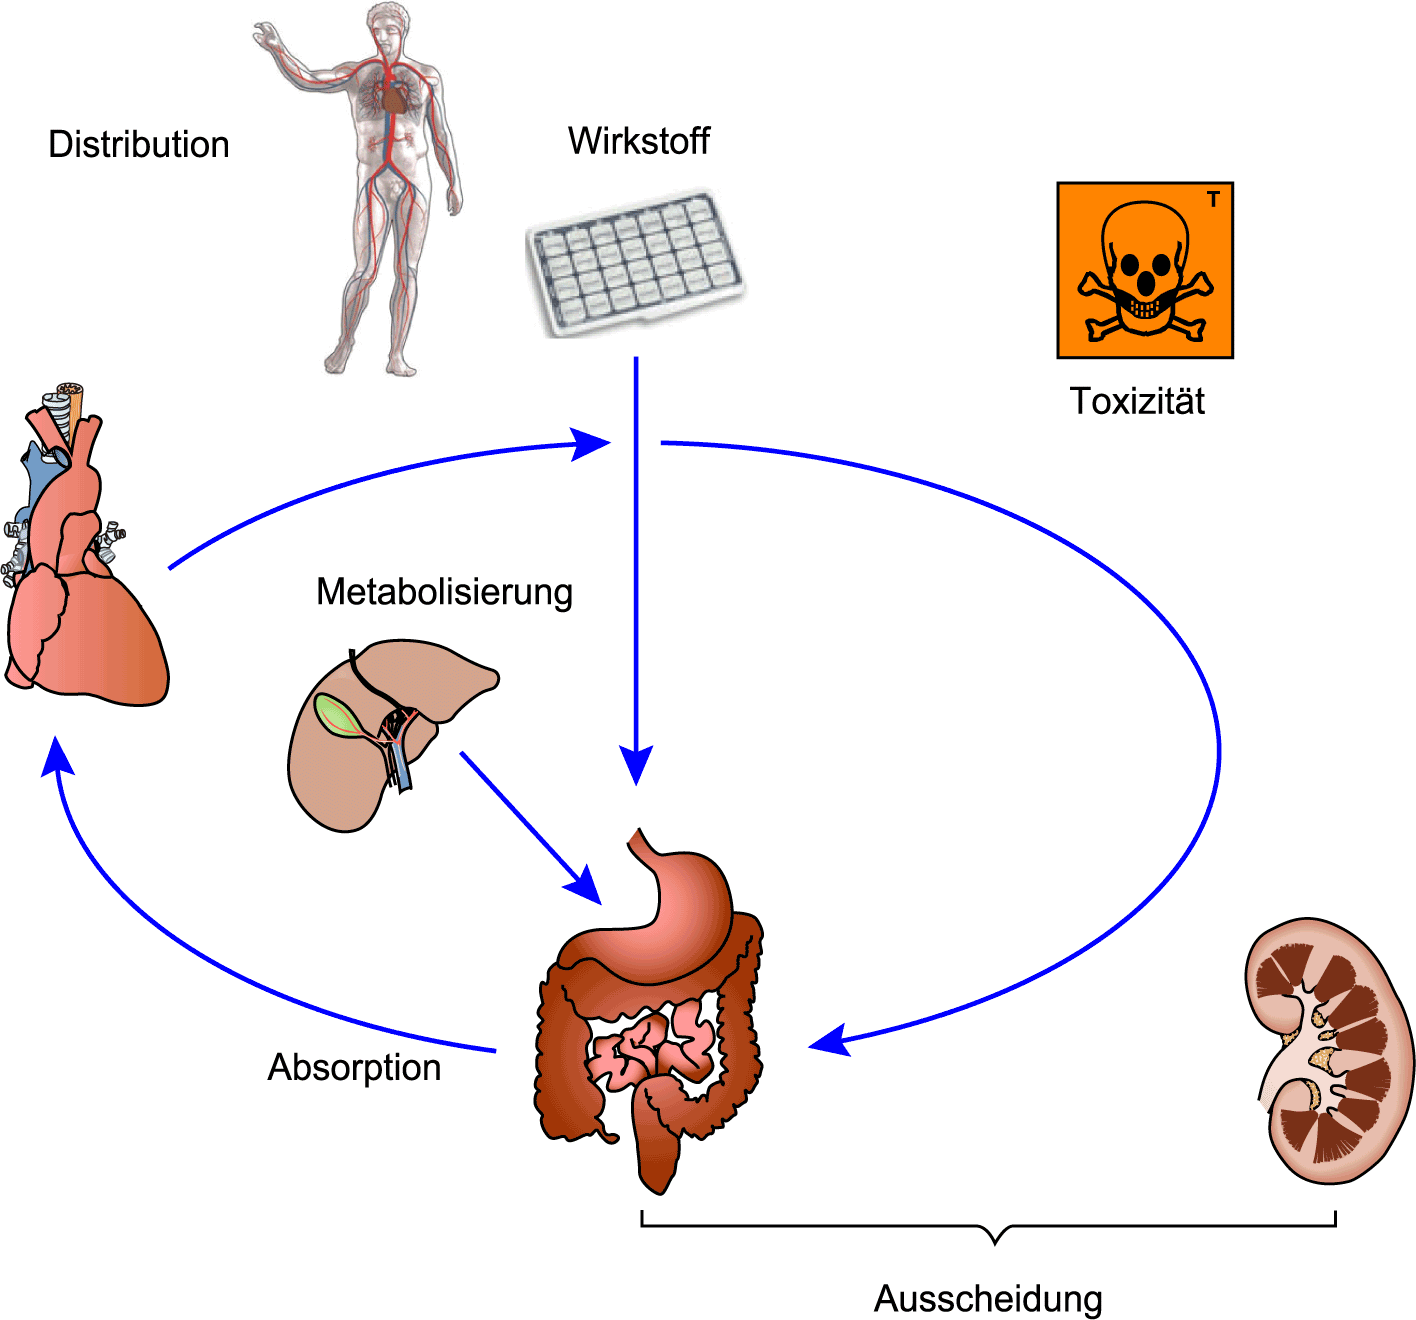 Distribution
Wirkstoff
T
Toxizität
Metabolisierung
Absorption
Ausscheidung